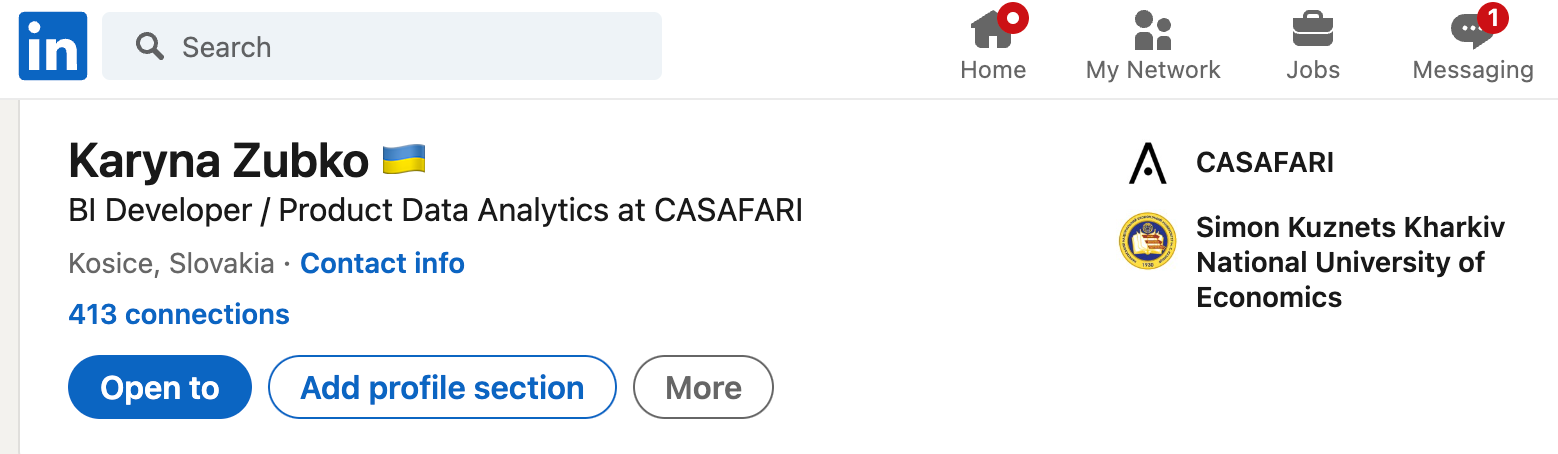 in
Search
Home
My Network
Jobs
1
Messaging
Karyna Zubko 🇺🇦
BI Developer / Product Data Analytics at CASAFARI
Kosice, Slovakia · Contact info
413 connections
Open to
Add profile section
More
CASAFARI
Simon Kuznets Kharkiv
National University of
Economics
1930